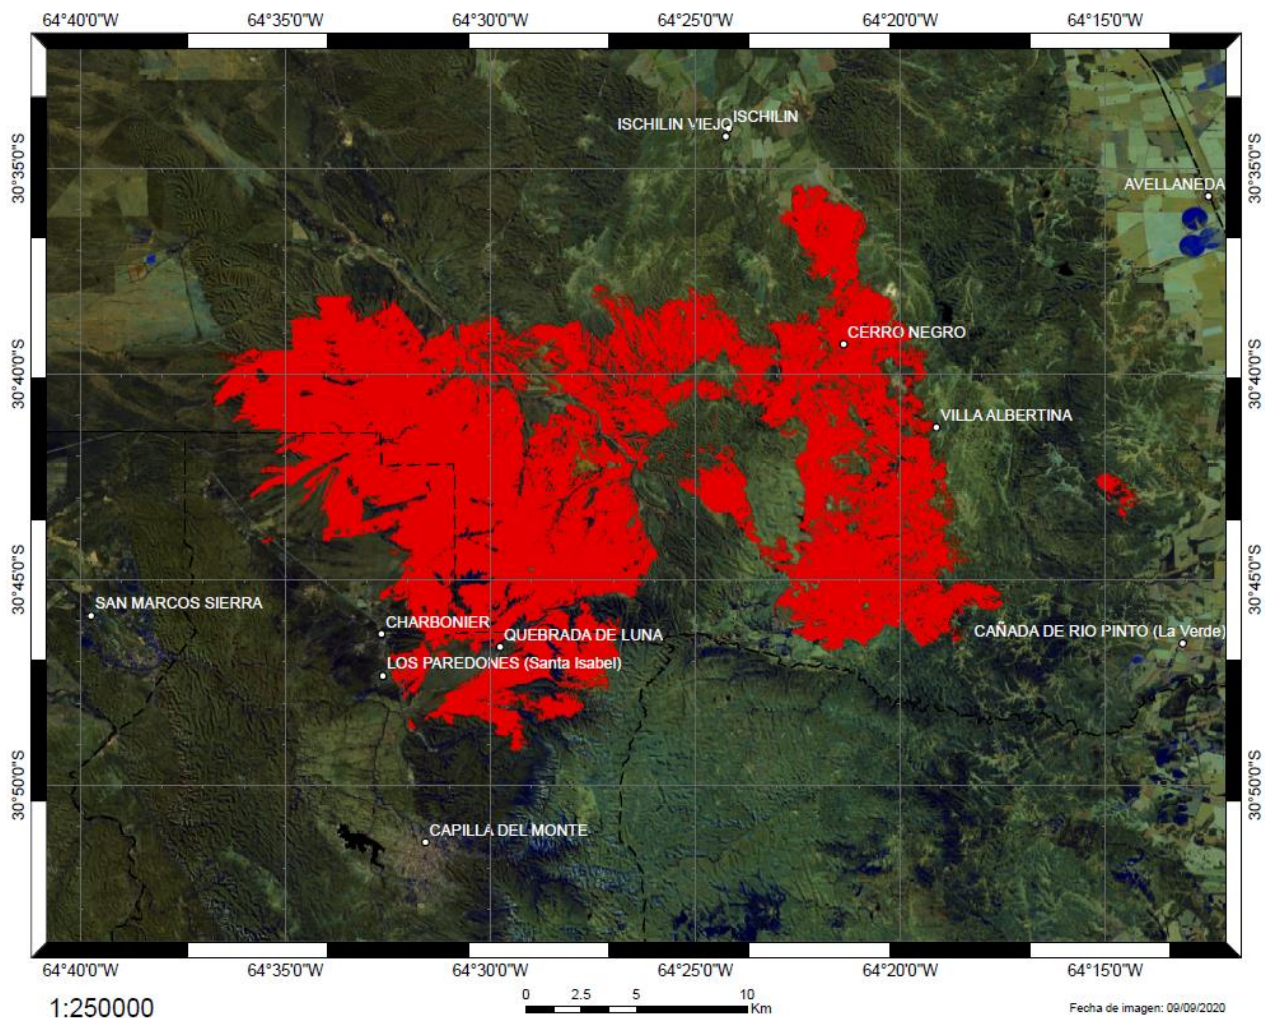 64°40'0"W 64°35'0"W 64°30'0"W 64°25'0"W 64°20'0"W 64°15'0"W
ISCHILIN
ISCHILIN VIEJO
30°35'0"S 30°35'0"S
AVELLANEDA
CERRO NEGRO
30°40'0"S 30°40'0"S
VILLA ALBERTINA
30°45'0"S 30°45'0"S
SAN MARCOS SIERRA
CHARBONIER
QUEBRADA DE LUNA
CAÑADA DE RIO PINTO (La Verde)
LOS PAREDONES (Santa Isabel)
30°50'0"S 30°50'0"S
CAPILLA DEL MONTE
64°40'0"W 64°35'0"W 64°30'0"W 64°25'0"W 64°20'0"W 64°15'0"W
0 2.5 5 10
Km
1:250000
Fecha de imagen: 09/09/2020